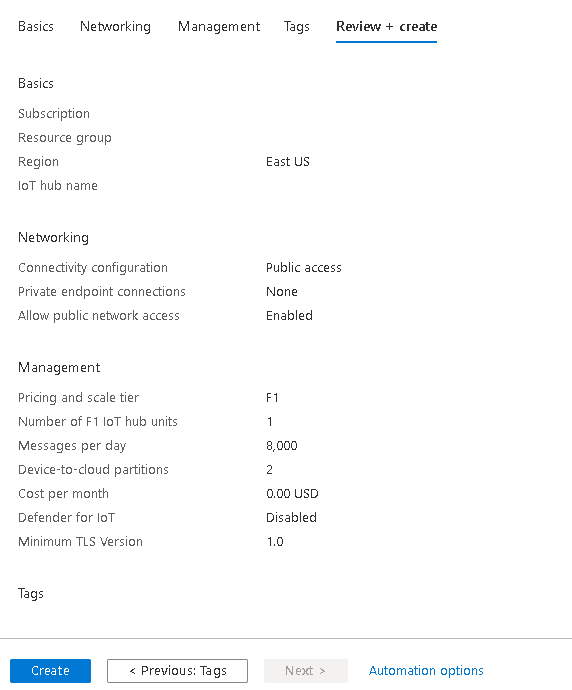 Basics Networking Management Tags Review + create
Basics
Subscription
Resource group
Region East US
IoT hub name
Networking
Connectivity configuration Public access
Private endpoint connections None
Allow public network access Enabled
Management
Pricing and scale tier F1
Number of F1 IoT hub units 1
Messages per day 8,000
Device-to-cloud partitions 2
Cost per month 0.00 USD
Defender for IoT Disabled
Minimum TLS Version 1.0
Tags
Create < Previous: Tags Next > Automation options